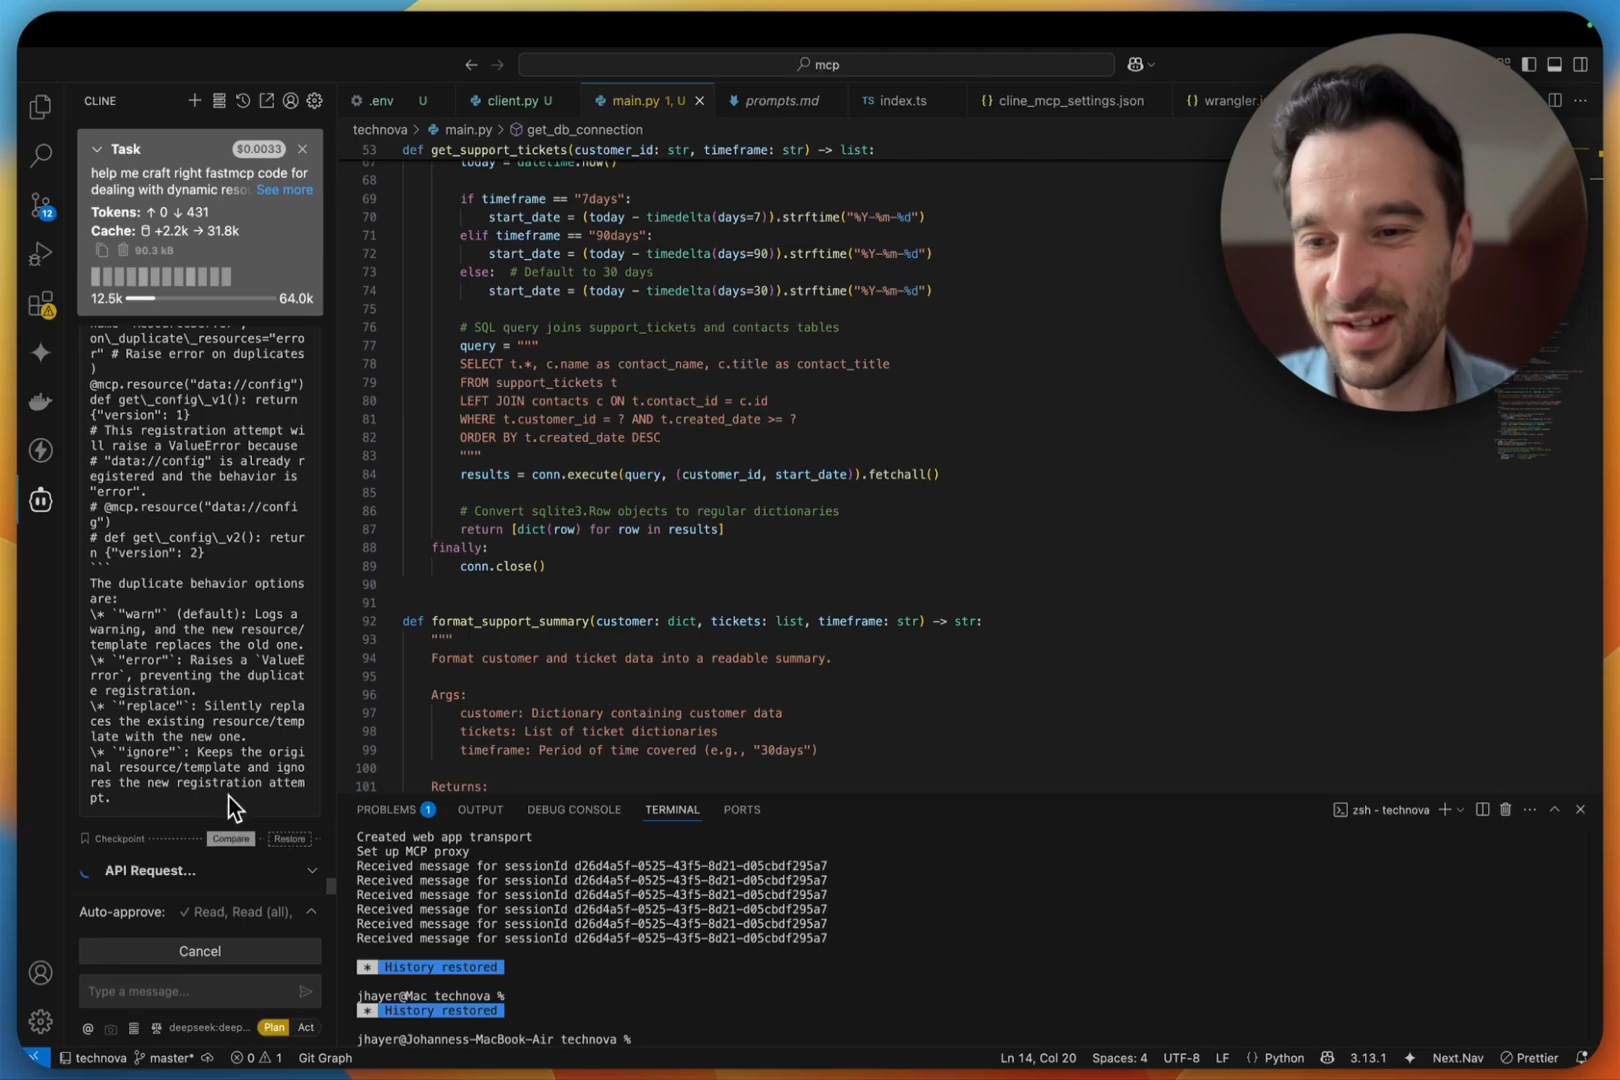 mcp
CLINE
.env U
client.py U
main.py 1, U
prompts.md
TS index.ts
{} cline_mcp_settings.json
{} wrangler.j
technova > main.py > get_db_connection
Task $0.0033
help me craft right fastmcp code for
dealing with dynamic reso See more
Tokens: ↑ 0 ↓ 431
Cache: +2.2k → 31.8k
90.3 kB
12.5k 64.0k
on\_duplicate\_resources="erro
r" # Raise error on duplicates
)
@mcp.resource("data://config")
def get\_config\_v1(): return
{"version": 1}
# This registration attempt wi
ll raise a ValueError because
# "data://config" is already r
egistered and the behavior is
"error".
# @mcp.resource("data://confi
g")
# def get\_config\_v2(): retur
n {"version": 2}
```
The duplicate behavior options
are:
\* `"warn"` (default): Logs a
warning, and the new resource/
template replaces the old one.
\* `"error"`: Raises a `ValueE
rror`, preventing the duplicat
e registration.
\* `"replace"`: Silently repla
ces the existing resource/temp
late with the new one.
\* `"ignore"`: Keeps the origi
nal resource/template and igno
res the new registration attem
pt.
Checkpoint Compare Restore
API Request...
Auto-approve: ✓ Read, Read (all),
Cancel
Type a message...
@ deepseek:deep... Plan Act
12
53 def get_support_tickets(customer_id: str, timeframe: str) -> list:
67 today = datetime.now()
68
69 if timeframe == "7days":
70 start_date = (today - timedelta(days=7)).strftime("%Y-%m-%d")
71 elif timeframe == "90days":
72 start_date = (today - timedelta(days=90)).strftime("%Y-%m-%d")
73 else: # Default to 30 days
74 start_date = (today - timedelta(days=30)).strftime("%Y-%m-%d")
75
76 # SQL query joins support_tickets and contacts tables
77 query = """
78 SELECT t.*, c.name as contact_name, c.title as contact_title
79 FROM support_tickets t
80 LEFT JOIN contacts c ON t.contact_id = c.id
81 WHERE t.customer_id = ? AND t.created_date >= ?
82 ORDER BY t.created_date DESC
83 """
84 results = conn.execute(query, (customer_id, start_date)).fetchall()
85
86 # Convert sqlite3.Row objects to regular dictionaries
87 return [dict(row) for row in results]
88 finally:
89 conn.close()
90
91
92 def format_support_summary(customer: dict, tickets: list, timeframe: str) -> str:
93 """
94 Format customer and ticket data into a readable summary.
95
96 Args:
97 customer: Dictionary containing customer data
98 tickets: List of ticket dictionaries
99 timeframe: Period of time covered (e.g., "30days")
100
101 Returns:
PROBLEMS 1 OUTPUT DEBUG CONSOLE TERMINAL PORTS
zsh - technova
Created web app transport
Set up MCP proxy
Received message for sessionId d26d4a5f-0525-43f5-8d21-d05cbdf295a7
Received message for sessionId d26d4a5f-0525-43f5-8d21-d05cbdf295a7
Received message for sessionId d26d4a5f-0525-43f5-8d21-d05cbdf295a7
Received message for sessionId d26d4a5f-0525-43f5-8d21-d05cbdf295a7
Received message for sessionId d26d4a5f-0525-43f5-8d21-d05cbdf295a7
Received message for sessionId d26d4a5f-0525-43f5-8d21-d05cbdf295a7
* History restored
jhayer@Mac technova %
* History restored
jhayer@Johanness-MacBook-Air technova %
technova master* 0 1 Git Graph
Ln 14, Col 20 Spaces: 4 UTF-8 LF {} Python 3.13.1 Next.Nav Prettier